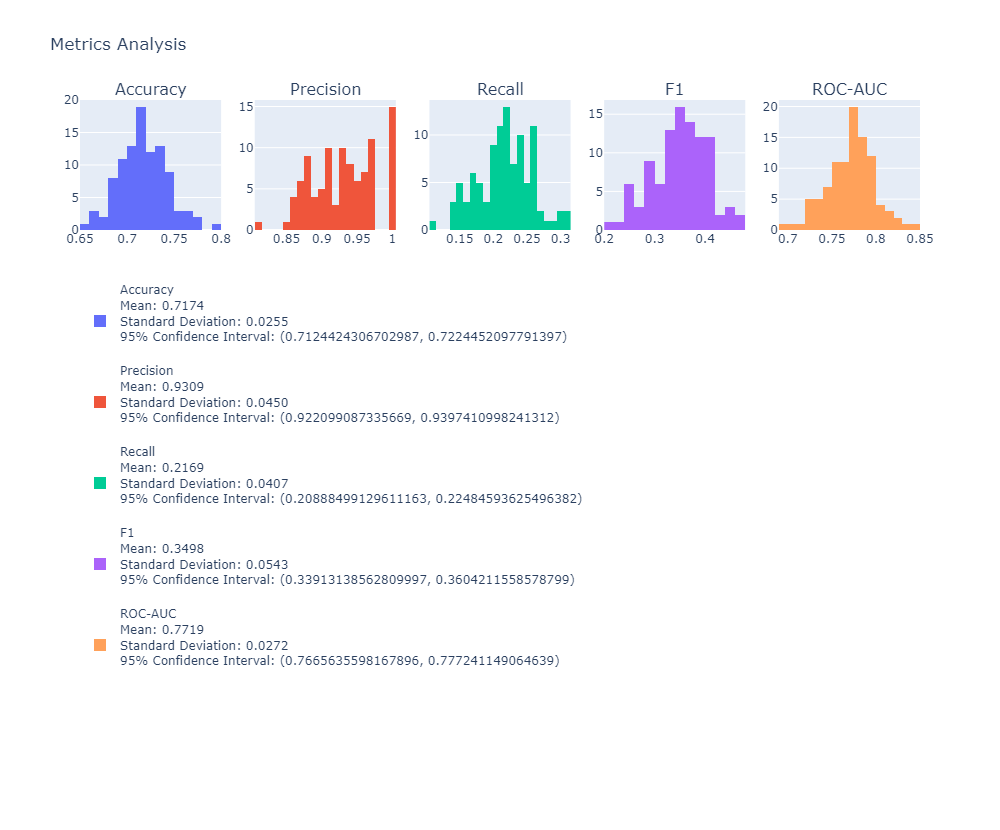 Metrics Analysis
Accuracy Precision Recall F1 ROC-AUC
20
15
10
5
0
0.65 0.7 0.75 0.8
15
10
5
0
0.85 0.9 0.95 1
10
5
0
0.15 0.2 0.25 0.3
15
10
5
0
0.2 0.3 0.4
20
15
10
5
0
0.7 0.75 0.8 0.85
Accuracy
Mean: 0.7174
Standard Deviation: 0.0255
95% Confidence Interval: (0.7124424306702987, 0.7224452097791397)
Precision
Mean: 0.9309
Standard Deviation: 0.0450
95% Confidence Interval: (0.922099087335669, 0.9397410998241312)
Recall
Mean: 0.2169
Standard Deviation: 0.0407
95% Confidence Interval: (0.20888499129611163, 0.22484593625496382)
F1
Mean: 0.3498
Standard Deviation: 0.0543
95% Confidence Interval: (0.33913138562809997, 0.3604211558578799)
ROC-AUC
Mean: 0.7719
Standard Deviation: 0.0272
95% Confidence Interval: (0.7665635598167896, 0.777241149064639)